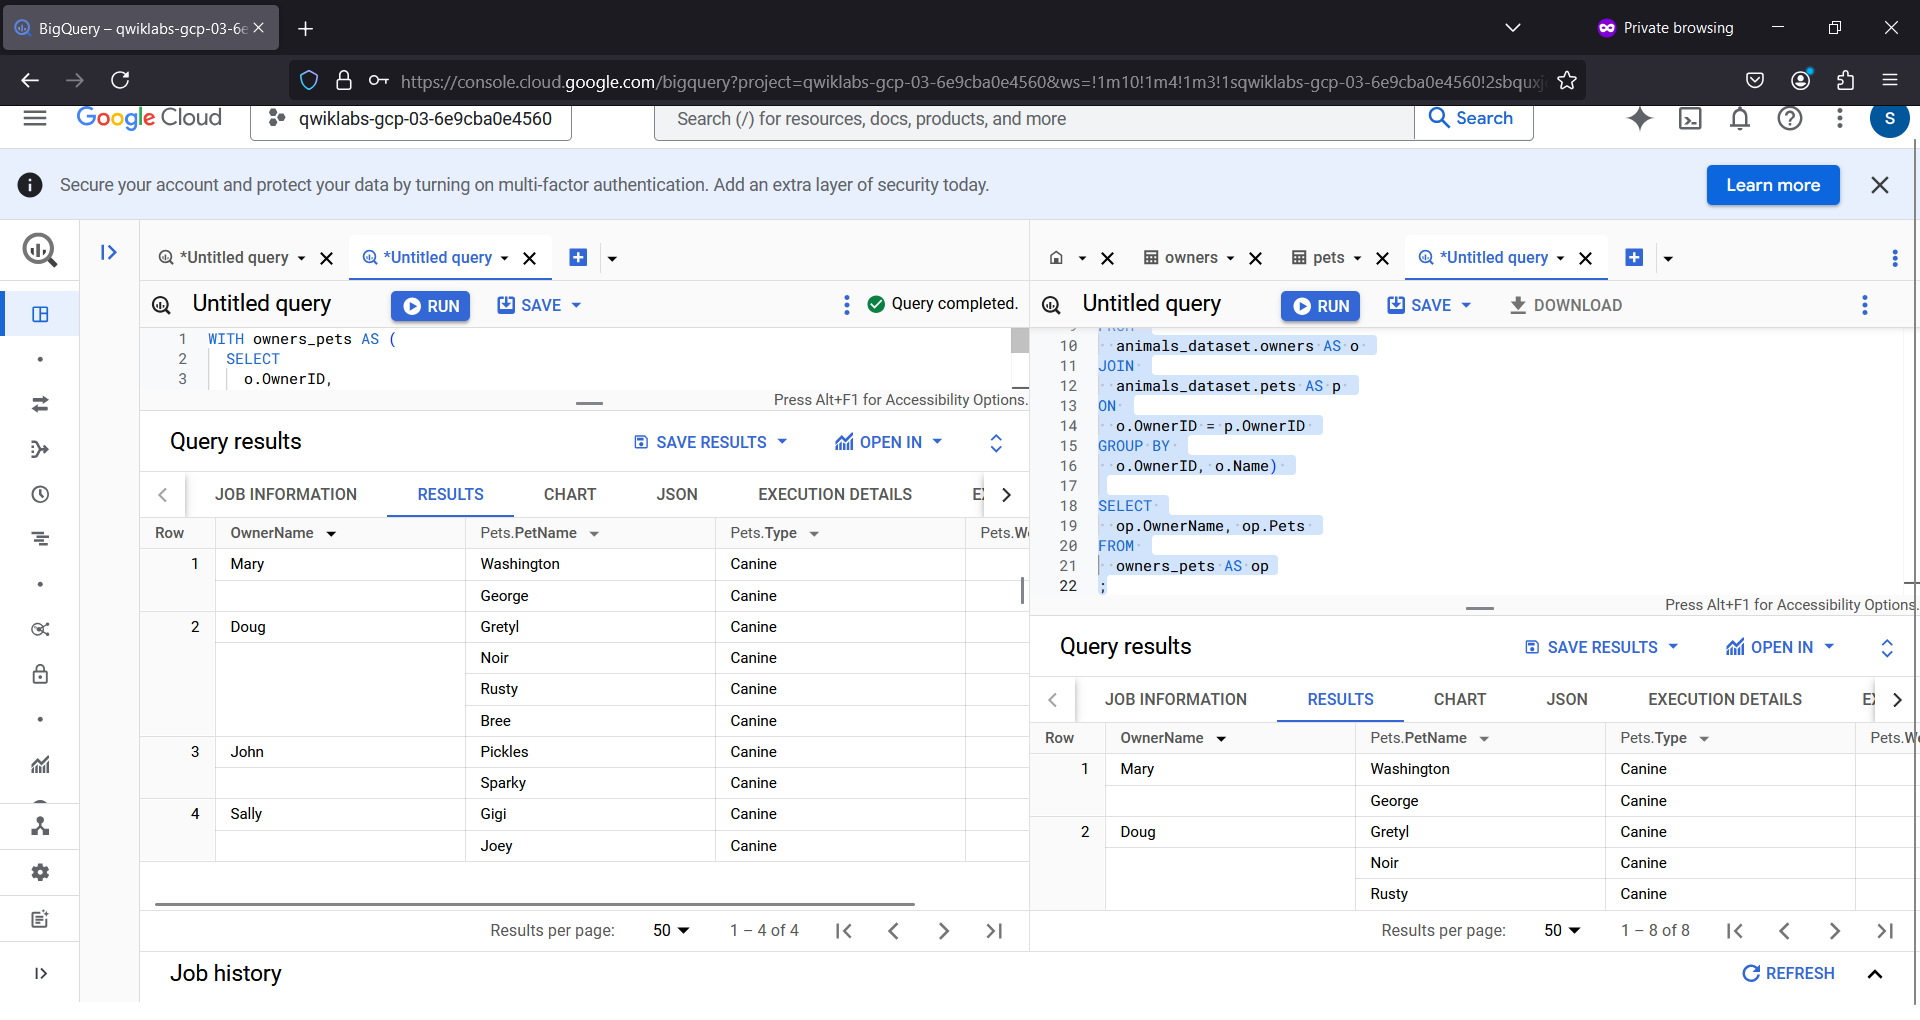 BigQuery – qwiklabs-gcp-03-6e
Private browsing
https://console.cloud.google.com/bigquery?project=qwiklabs-gcp-03-6e9cba0e4560&ws=!1m10!1m4!1m3!1sqwiklabs-gcp-03-6e9cba0e4560!2sbquxj
Google Cloud
qwiklabs-gcp-03-6e9cba0e4560
Search (/) for resources, docs, products, and more
Search
S
Secure your account and protect your data by turning on multi-factor authentication. Add an extra layer of security today.
Learn more
*Untitled query
*Untitled query
Untitled query
RUN
SAVE
Query completed.
1 WITH owners_pets AS (
2 SELECT
3 o.OwnerID,
Press Alt+F1 for Accessibility Options.
Query results
SAVE RESULTS
OPEN IN
JOB INFORMATION RESULTS CHART JSON EXECUTION DETAILS
Row OwnerName Pets.PetName Pets.Type Pets.We
1 Mary Washington Canine
George Canine
2 Doug Gretyl Canine
Noir Canine
Rusty Canine
Bree Canine
3 John Pickles Canine
Sparky Canine
4 Sally Gigi Canine
Joey Canine
Results per page: 50 1 – 4 of 4
owners
pets
*Untitled query
Untitled query
RUN
SAVE
DOWNLOAD
9 FROM
10 animals_dataset.owners AS o
11 JOIN
12 animals_dataset.pets AS p
13 ON
14 o.OwnerID = p.OwnerID
15 GROUP BY
16 o.OwnerID, o.Name)
17
18 SELECT
19 op.OwnerName, op.Pets
20 FROM
21 owners_pets AS op
22 ;
Press Alt+F1 for Accessibility Options.
Query results
SAVE RESULTS
OPEN IN
JOB INFORMATION RESULTS CHART JSON EXECUTION DETAILS
Row OwnerName Pets.PetName Pets.Type Pets.We
1 Mary Washington Canine
George Canine
2 Doug Gretyl Canine
Noir Canine
Rusty Canine
Results per page: 50 1 – 8 of 8
Job history
REFRESH